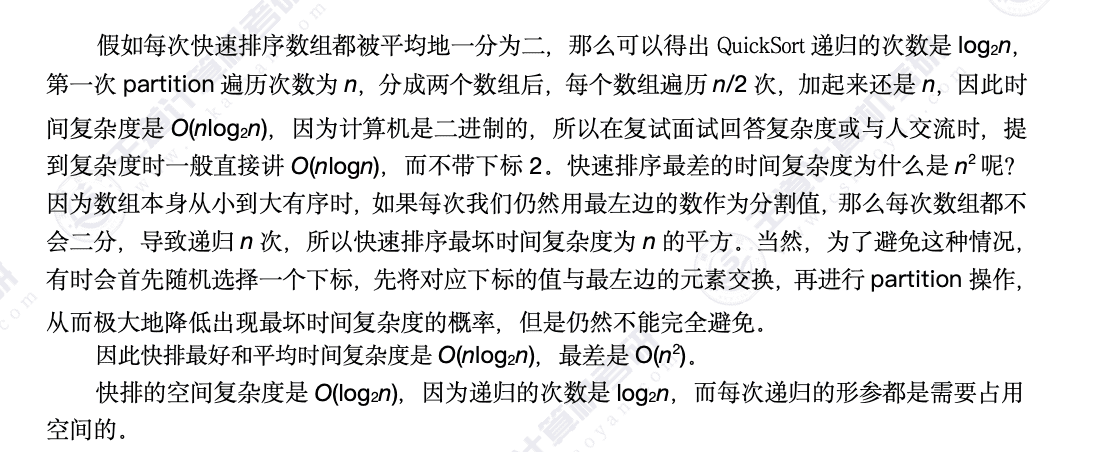 假如每次快速排序数组都被平均地一分为二，那么可以得出 QuickSort 递归的次数是 log₂n，
第一次 partition 遍历次数为 n，分成两个数组后，每个数组遍历 n/2 次，加起来还是 n，因此时
间复杂度是 O(nlog₂n)，因为计算机是二进制的，所以在复试面试回答复杂度或与人交流时，提
到复杂度时一般直接讲 O(nlogn)，而不带下标 2。快速排序最差的时间复杂度为什么是 n² 呢？
因为数组本身从小到大有序时，如果每次我们仍然用最左边的数作为分割值，那么每次数组都不
会二分，导致递归 n 次，所以快速排序最坏时间复杂度为 n 的平方。当然，为了避免这种情况，
有时会首先随机选择一个下标，先将对应下标的值与最左边的元素交换，再进行 partition 操作，
从而极大地降低出现最坏时间复杂度的概率，但是仍然不能完全避免。
因此快排最好和平均时间复杂度是 O(nlog₂n)，最差是 O(n²)。
快排的空间复杂度是 O(log₂n)，因为递归的次数是 log₂n，而每次递归的形参都是需要占用
空间的。